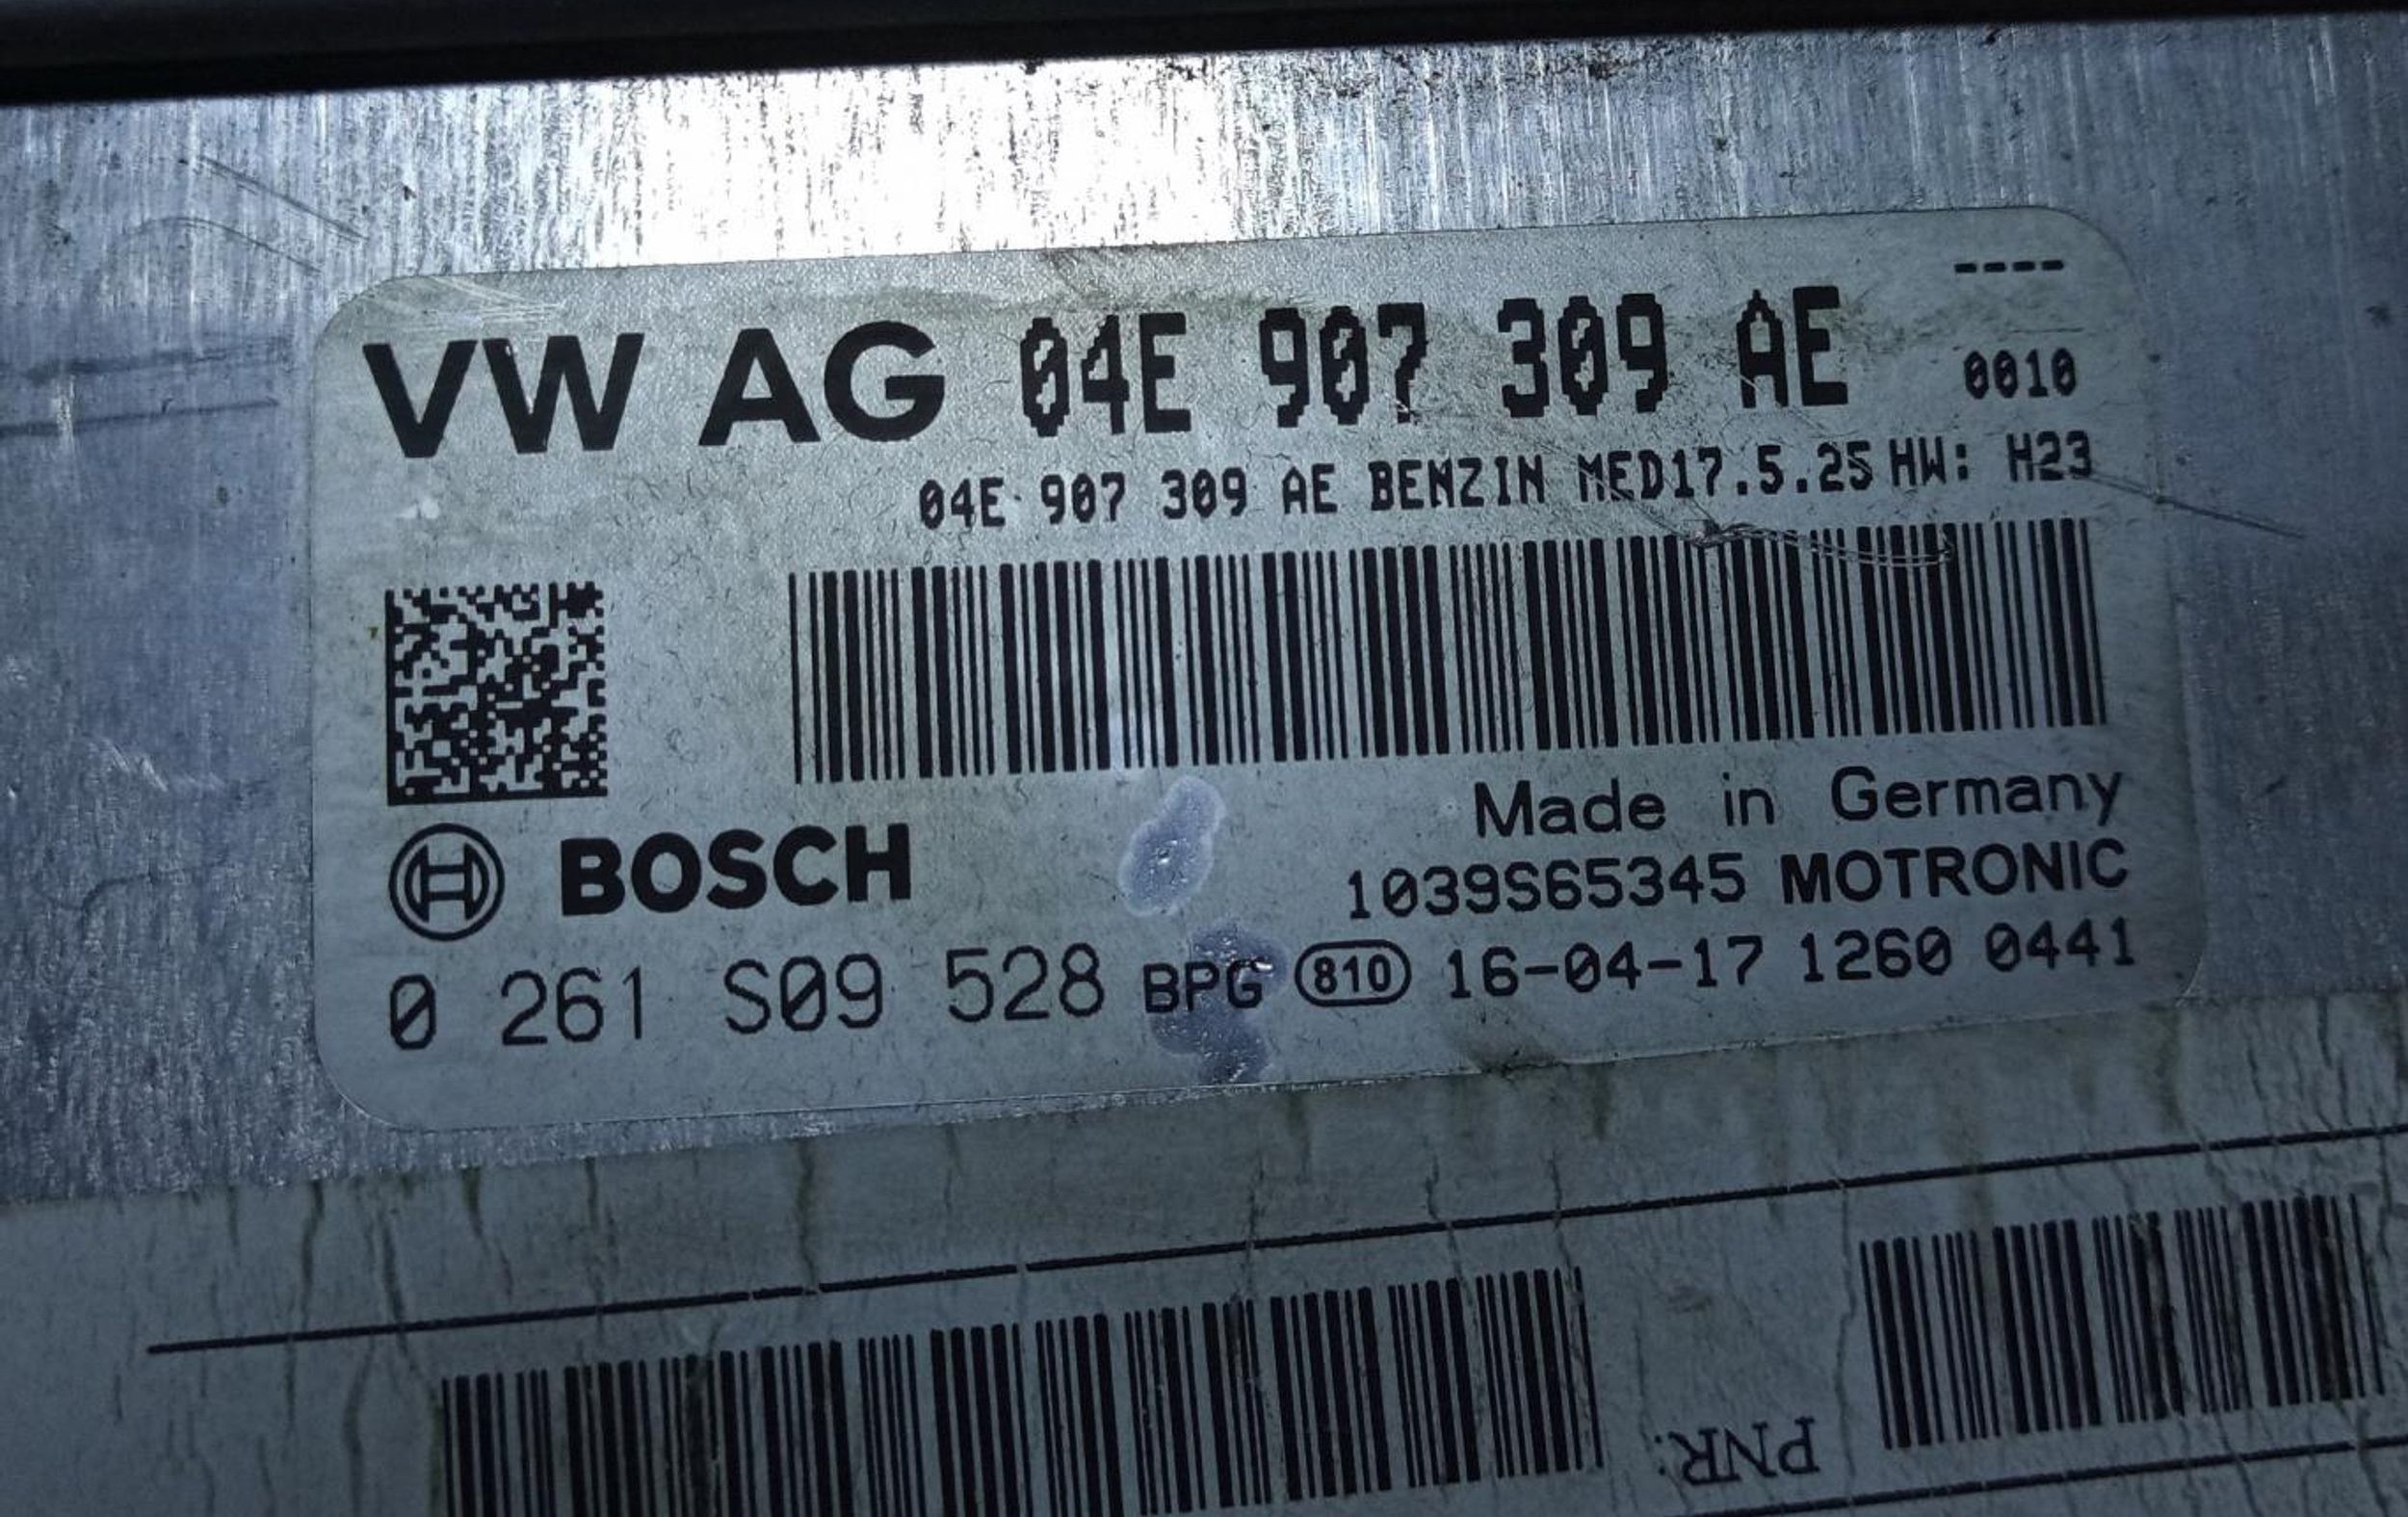 ----
VW AG 04E 907 309 AE 0010
04E 907 309 AE BENZIN MED17.5.25 HW: H23
Made in Germany
BOSCH 1039S65345 MOTRONIC
0 261 S09 528 BPG 810 16-04-17 1260 0441
PNR: